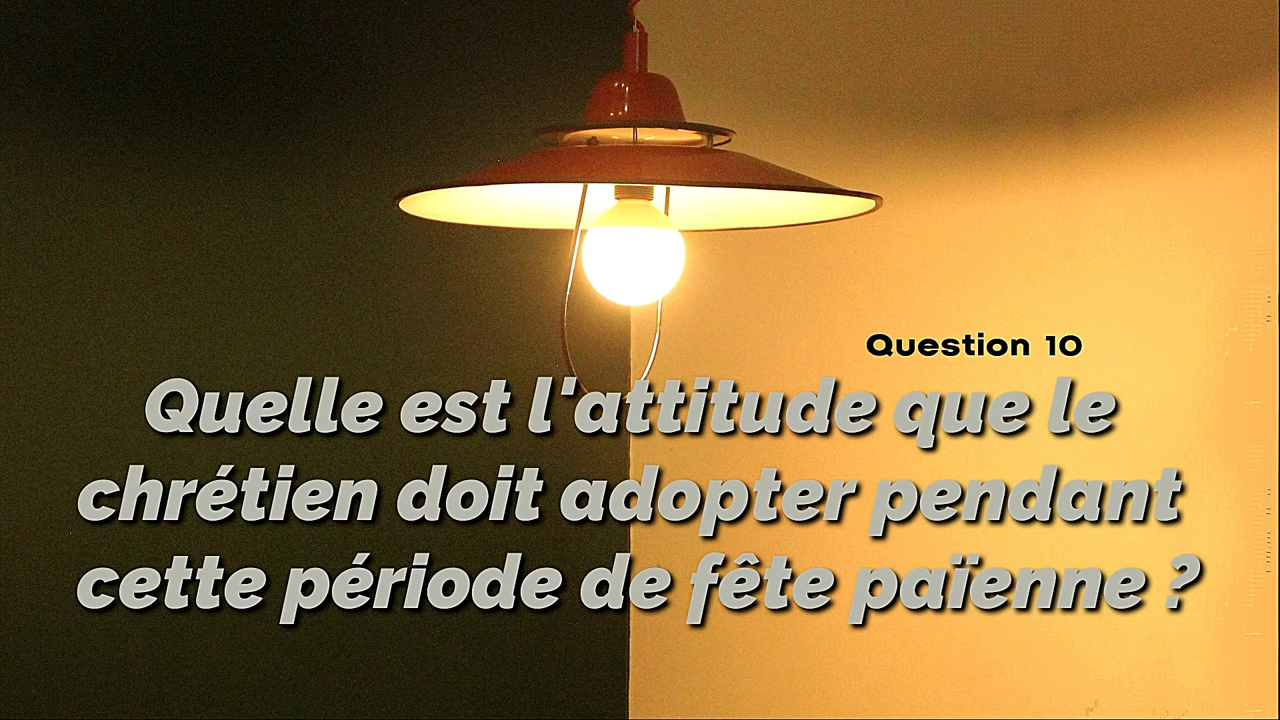 Question 10
Quelle est l'attitude que le
chrétien doit adopter pendant
cette période de fête païenne ?